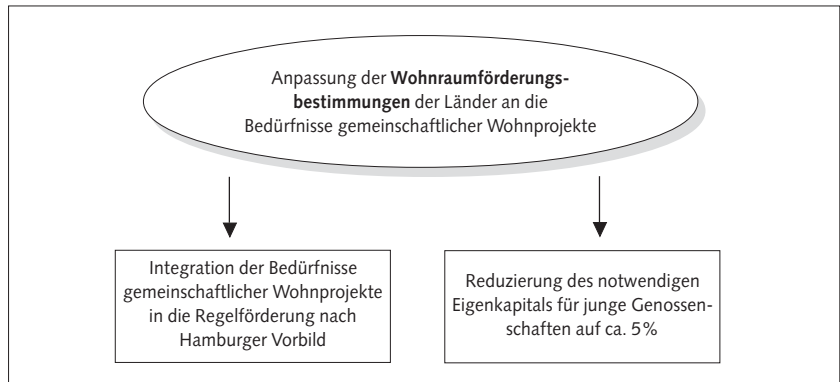 Anpassung der Wohnraumförderungs-
bestimmungen der Länder an die
Bedürfnisse gemeinschaftlicher Wohnprojekte
Integration der Bedürfnisse
gemeinschaftlicher Wohnprojekte
in die Regelförderung nach
Hamburger Vorbild
Reduzierung des notwendigen
Eigenkapitals für junge Genossen-
schaften auf ca. 5%